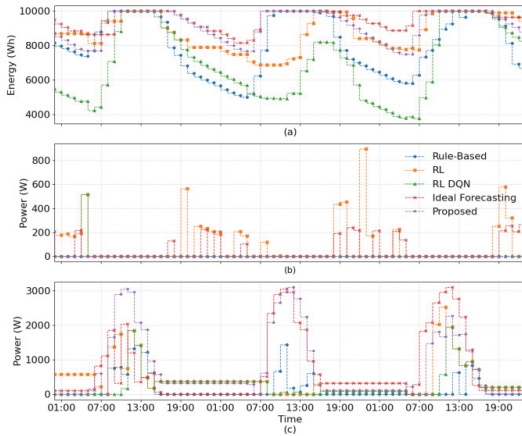 10000
8000
6000
4000
Energy (Wh)
(a)
800
600
400
200
0
Power (W)
Rule-Based
RL
RL DQN
Ideal Forecasting
Proposed
(b)
3000
2000
1000
0
Power (W)
01:00 07:00 13:00 19:00 01:00 07:00 13:00 19:00 01:00 07:00 13:00 19:00
Time
(c)